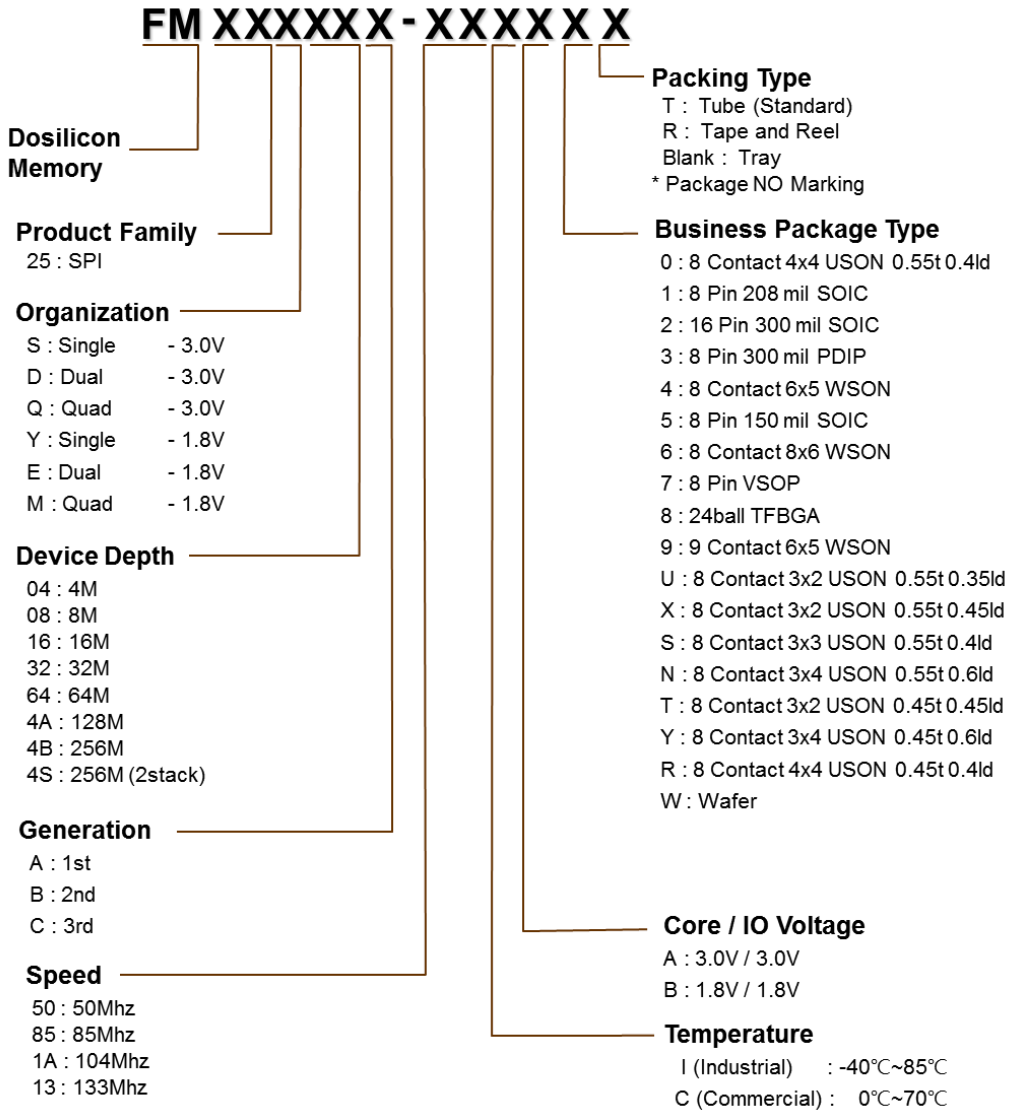 FM XXXXXX - XXXXXX
Dosilicon
Memory
Product Family
25 : SPI
Organization
S : Single - 3.0V
D : Dual - 3.0V
Q : Quad - 3.0V
Y : Single - 1.8V
E : Dual - 1.8V
M : Quad - 1.8V
Device Depth
04 : 4M
08 : 8M
16 : 16M
32 : 32M
64 : 64M
4A : 128M
4B : 256M
4S : 256M (2stack)
Generation
A : 1st
B : 2nd
C : 3rd
Speed
50 : 50Mhz
85 : 85Mhz
1A : 104Mhz
13 : 133Mhz
Packing Type
T : Tube (Standard)
R : Tape and Reel
Blank : Tray
* Package NO Marking
Business Package Type
0 : 8 Contact 4x4 USON 0.55t 0.4ld
1 : 8 Pin 208 mil SOIC
2 : 16 Pin 300 mil SOIC
3 : 8 Pin 300 mil PDIP
4 : 8 Contact 6x5 WSON
5 : 8 Pin 150 mil SOIC
6 : 8 Contact 8x6 WSON
7 : 8 Pin VSOP
8 : 24ball TFBGA
9 : 9 Contact 6x5 WSON
U : 8 Contact 3x2 USON 0.55t 0.35ld
X : 8 Contact 3x2 USON 0.55t 0.45ld
S : 8 Contact 3x3 USON 0.55t 0.4ld
N : 8 Contact 3x4 USON 0.55t 0.6ld
T : 8 Contact 3x2 USON 0.45t 0.45ld
Y : 8 Contact 3x4 USON 0.45t 0.6ld
R : 8 Contact 4x4 USON 0.45t 0.4ld
W : Wafer
Core / IO Voltage
A : 3.0V / 3.0V
B : 1.8V / 1.8V
Temperature
I (Industrial) : -40℃~85℃
C (Commercial) : 0℃~70℃